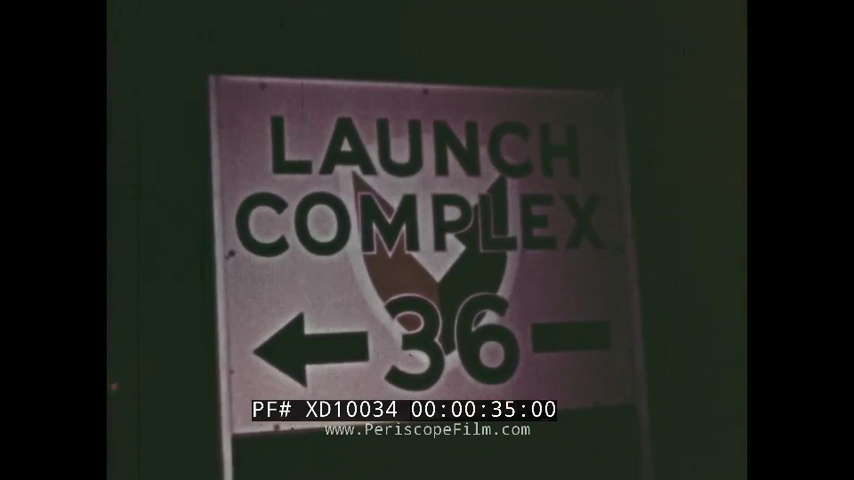 LAUNCH
COMPLEX
36
PF# XD10034 00:00:35:00
www.PeriscopeFilm.com